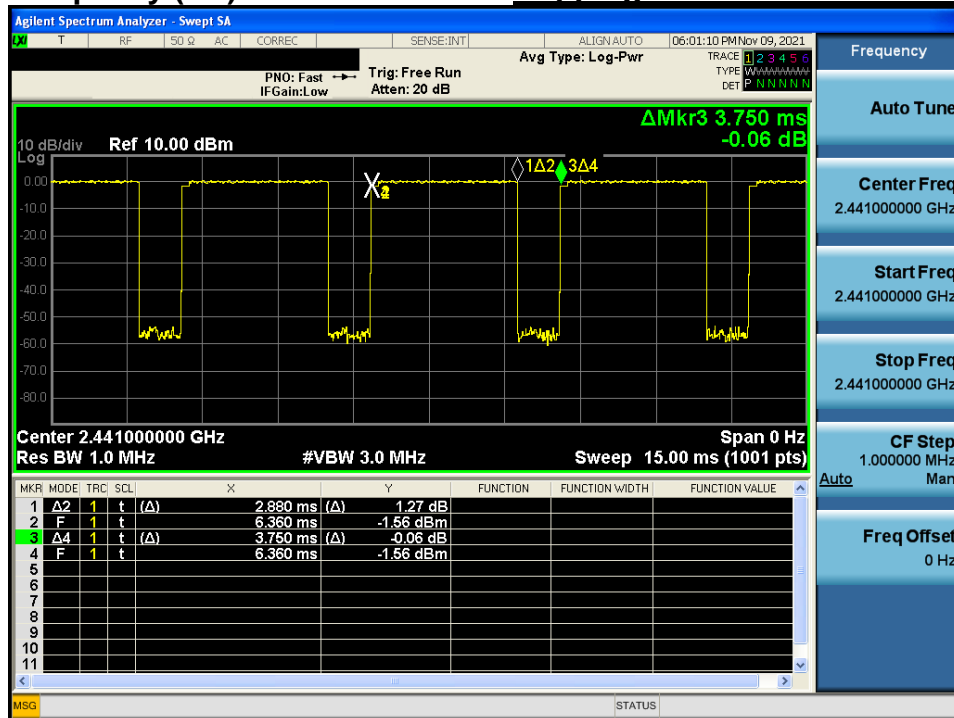 Agilent Spectrum Analyzer - Swept SA
LXI T RF 50 Ω AC CORREC SENSE:INT ALIGN AUTO 06:01:10 PM Nov 09, 2021
Avg Type: Log-Pwr
TRACE 1 2 3 4 5 6
PNO: Fast Trig: Free Run
TYPE W
IFGain:Low Atten: 20 dB
DET P N N N N N
ΔMkr3 3.750 ms
-0.06 dB
10 dB/div Ref 10.00 dBm
Log
1Δ2 3Δ4
0.00
-10.0
-20.0
-30.0
-40.0
-50.0
-60.0
-70.0
-80.0
Center 2.441000000 GHz Span 0 Hz
Res BW 1.0 MHz #VBW 3.0 MHz Sweep 15.00 ms (1001 pts)
MKR MODE TRC SCL X Y FUNCTION FUNCTION WIDTH FUNCTION VALUE
1 Δ2 1 t (Δ) 2.880 ms (Δ) 1.27 dB
2 F 1 t 6.360 ms -1.56 dBm
3 Δ4 1 t (Δ) 3.750 ms (Δ) -0.06 dB
4 F 1 t 6.360 ms -1.56 dBm
5
6
7
8
9
10
11
MSG STATUS
Frequency
Auto Tune
Center Freq
2.441000000 GHz
Start Freq
2.441000000 GHz
Stop Freq
2.441000000 GHz
CF Step
1.000000 MHz
Auto Man
Freq Offset
0 Hz